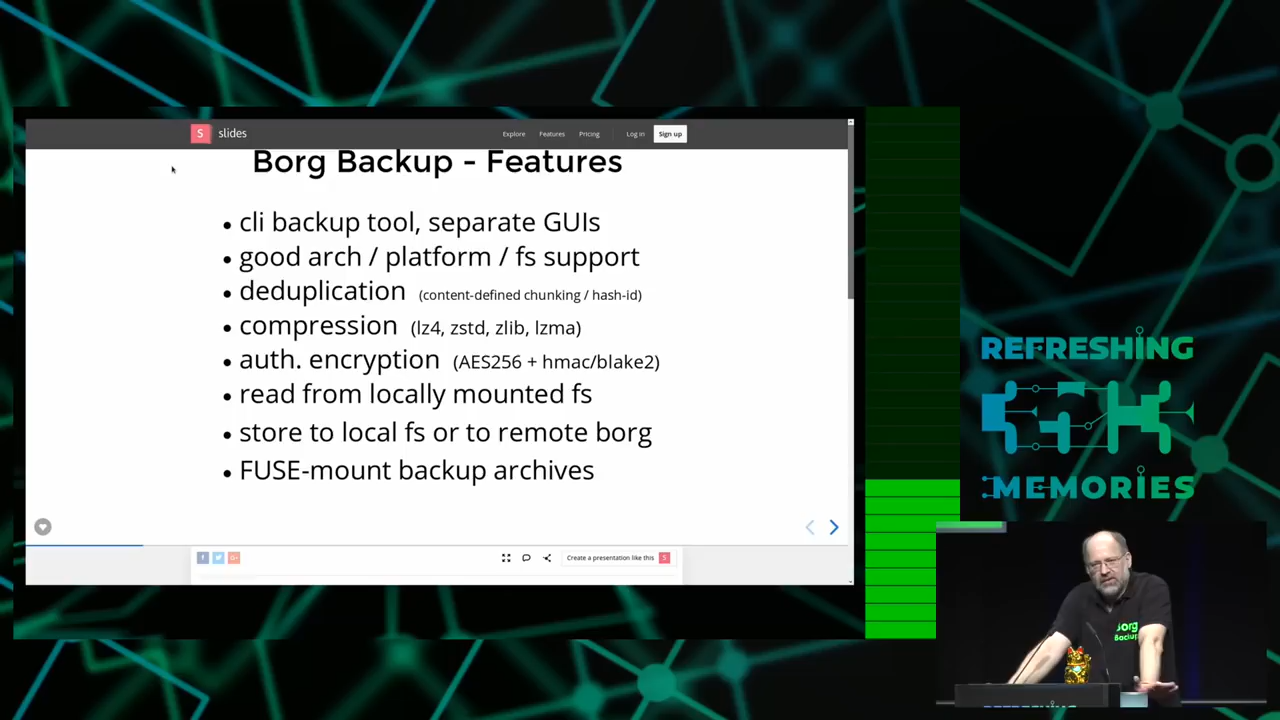 S slides
Explore Features Pricing Log in Sign up
Borg Backup - Features
cli backup tool, separate GUIs
good arch / platform / fs support
deduplication (content-defined chunking / hash-id)
compression (lz4, zstd, zlib, lzma)
auth. encryption (AES256 + hmac/blake2)
read from locally mounted fs
store to local fs or to remote borg
FUSE-mount backup archives
Create a presentation like this S
REFRESHING
MEMORIES
Borg
Backup
REFRESHING